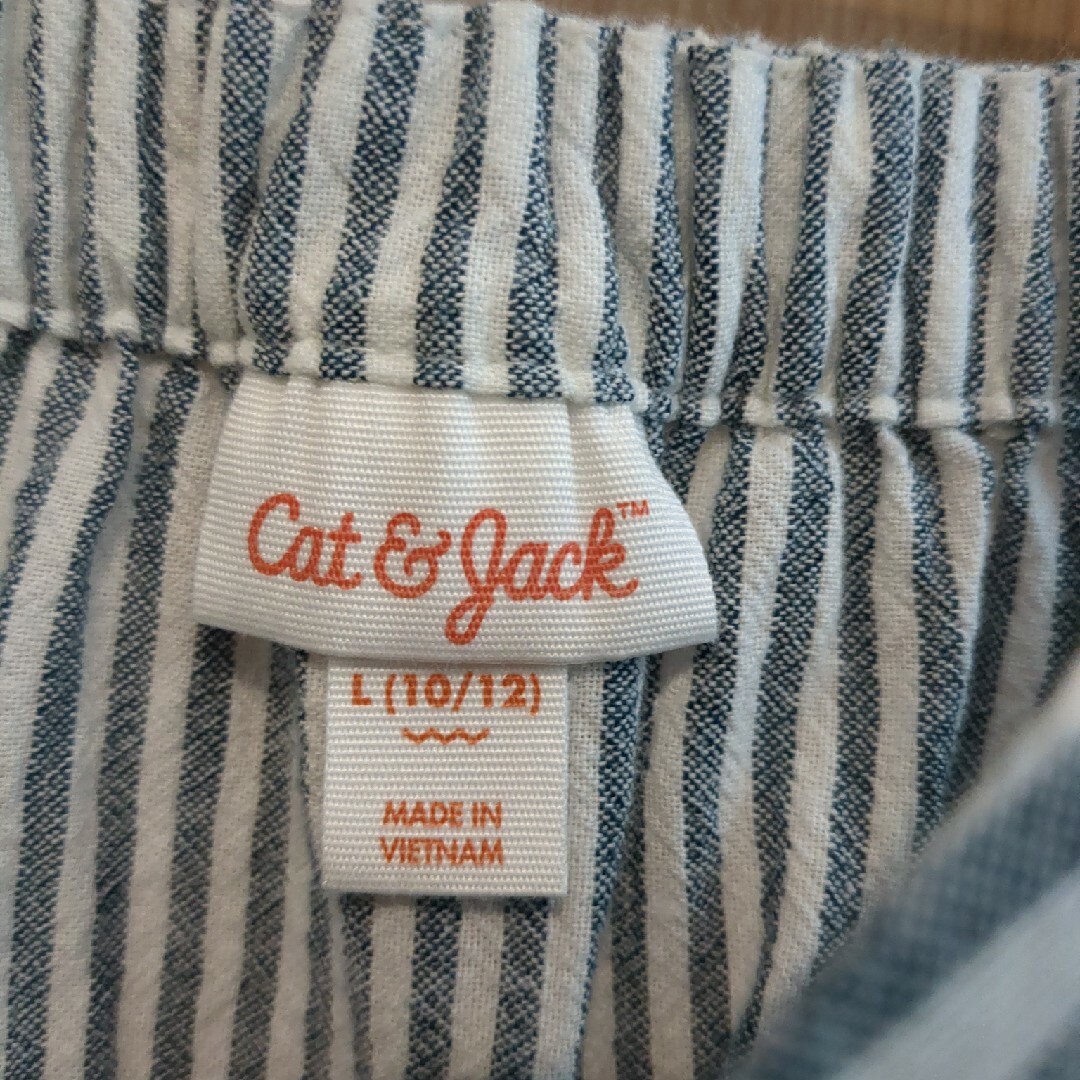 Cat & Jack™
L (10/12)
MADE IN
VIETNAM